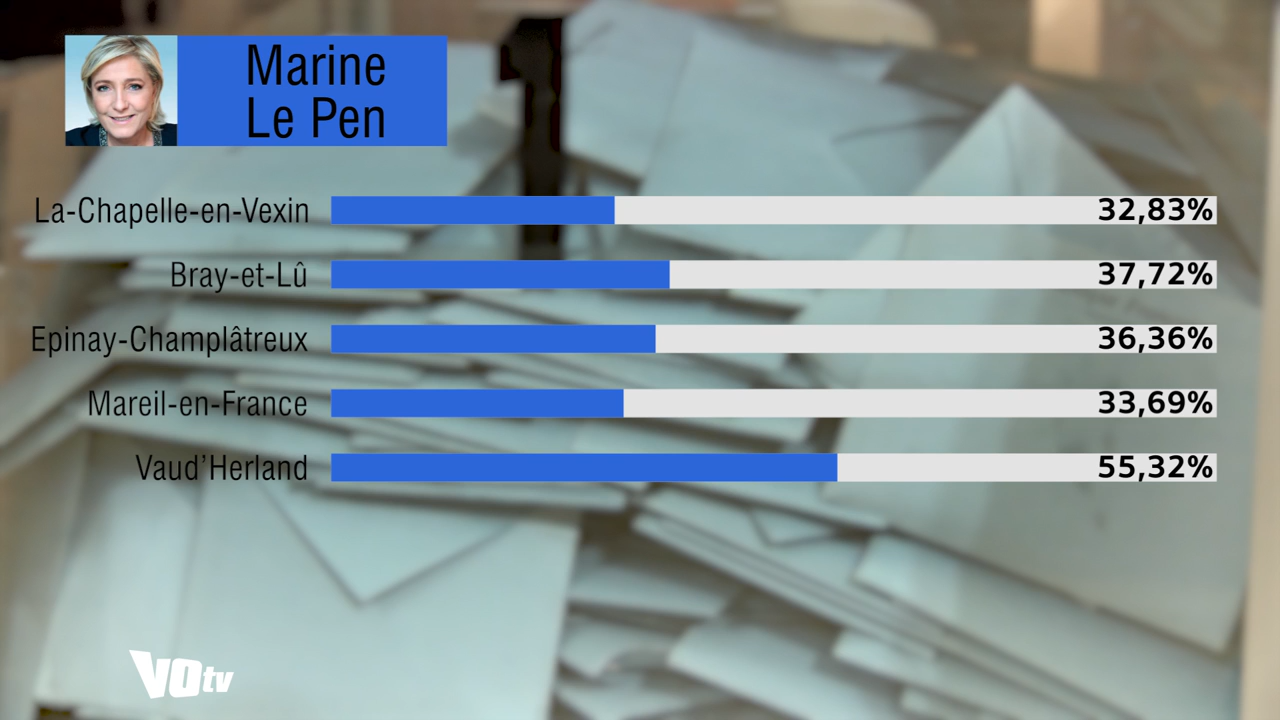 Marine
Le Pen
La-Chapelle-en-Vexin 32,83%
Bray-et-Lû 37,72%
Epinay-Champlâtreux 36,36%
Mareil-en-France 33,69%
Vaud'Herland 55,32%
VOtv